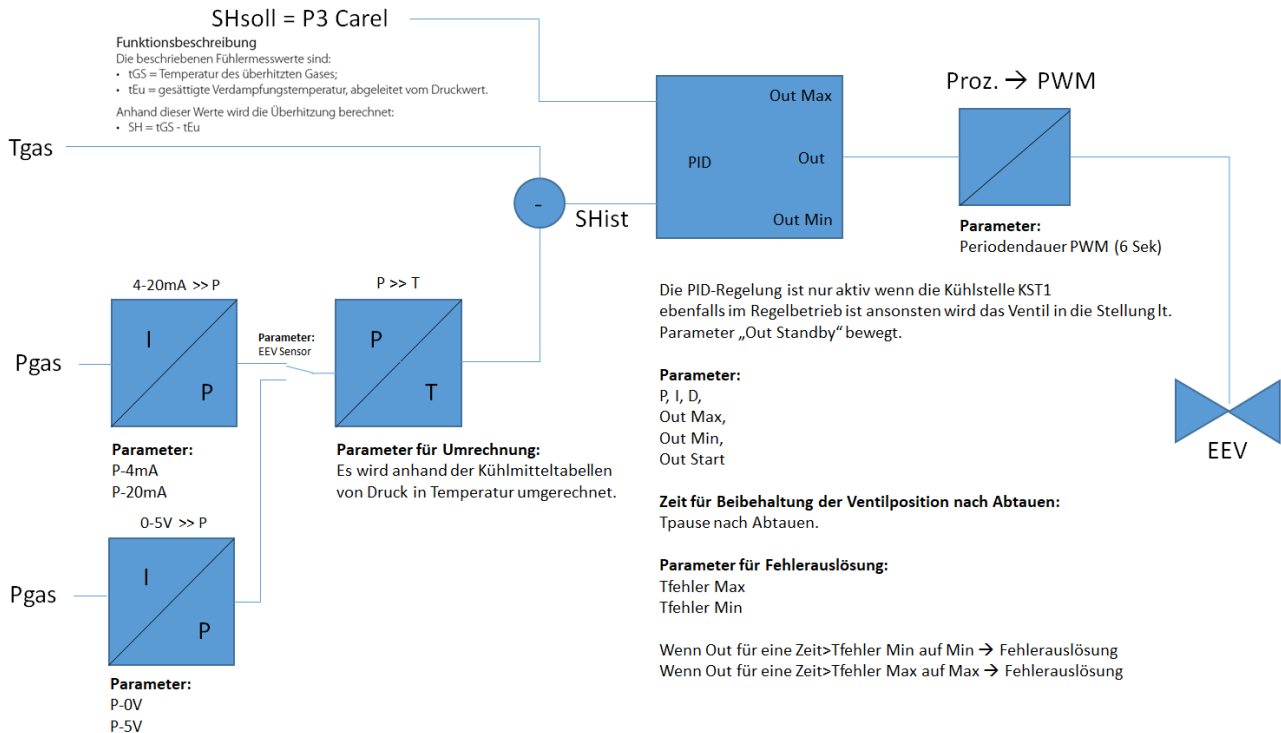 SHsoll = P3 Carel
Funktionsbeschreibung
Die beschriebenen Fühlermesswerte sind:
• tGS = Temperatur des überhitzten Gases;
• tEu = gesättigte Verdampfungstemperatur, abgeleitet vom Druckwert.
Anhand dieser Werte wird die Überhitzung berechnet:
• SH = tGS - tEu
Tgas
-
SHist
PID
Out Max
Out
Out Min
Proz. → PWM
Parameter:
Periodendauer PWM (6 Sek)
4-20mA >> P
I
P
Pgas
Parameter:
P-4mA
P-20mA
Parameter:
EEV Sensor
P >> T
P
T
Parameter für Umrechnung:
Es wird anhand der Kühlmitteltabellen
von Druck in Temperatur umgerechnet.
0-5V >> P
I
P
Pgas
Parameter:
P-0V
P-5V
Die PID-Regelung ist nur aktiv wenn die Kühlstelle KST1
ebenfalls im Regelbetrieb ist ansonsten wird das Ventil in die Stellung lt.
Parameter „Out Standby“ bewegt.
Parameter:
P, I, D,
Out Max,
Out Min,
Out Start
Zeit für Beibehaltung der Ventilposition nach Abtauen:
Tpause nach Abtauen.
Parameter für Fehlerauslösung:
Tfehler Max
Tfehler Min
Wenn Out für eine Zeit>Tfehler Min auf Min → Fehlerauslösung
Wenn Out für eine Zeit>Tfehler Max auf Max → Fehlerauslösung
EEV